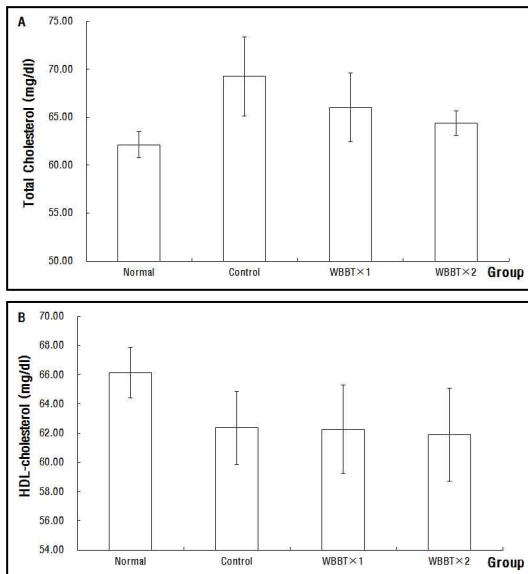 A
Total Cholesterol (mg/dl)
75.00
70.00
65.00
60.00
55.00
50.00
Normal Control WBBT×1 WBBT×2 Group
B
HDL-cholesterol (mg/dl)
70.00
68.00
66.00
64.00
62.00
60.00
58.00
56.00
54.00
Normal Control WBBT×1 WBBT×2 Group